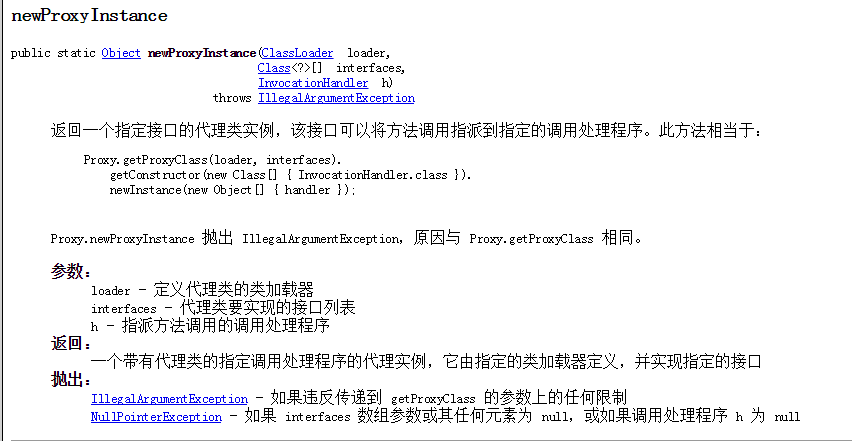 newProxyInstance
public static Object newProxyInstance(ClassLoader loader,
Class<?>[] interfaces,
InvocationHandler h)
throws IllegalArgumentException
返回一个指定接口的代理类实例，该接口可以将方法调用指派到指定的调用处理程序。此方法相当于：
Proxy.getProxyClass(loader, interfaces).
getConstructor(new Class[] { InvocationHandler.class }).
newInstance(new Object[] { handler });
Proxy.newProxyInstance 抛出 IllegalArgumentException，原因与 Proxy.getProxyClass 相同。
参数：
loader - 定义代理类的类加载器
interfaces - 代理类要实现的接口列表
h - 指派方法调用的调用处理程序
返回：
一个带有代理类的指定调用处理程序的代理实例，它由指定的类加载器定义，并实现指定的接口
抛出：
IllegalArgumentException - 如果违反传递到 getProxyClass 的参数上的任何限制
NullPointerException - 如果 interfaces 数组参数或其任何元素为 null，或如果调用处理程序 h 为 null